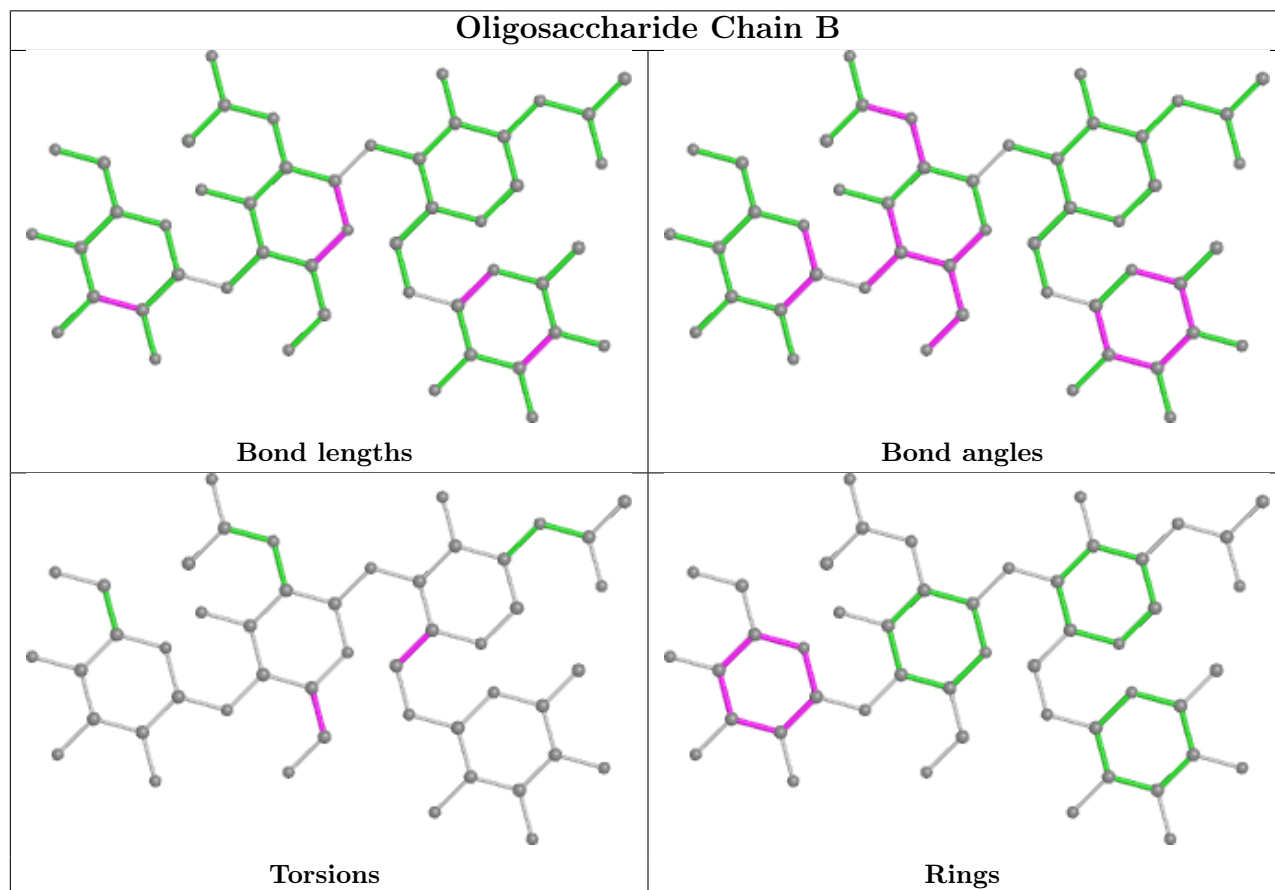 Oligosaccharide Chain B
Bond lengths
Bond angles
Torsions
Rings